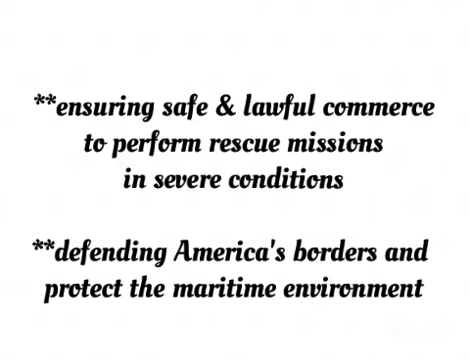 **ensuring safe & lawful commerce
to perform rescue missions
in severe conditions
**defending America's borders and
protect the maritime environment